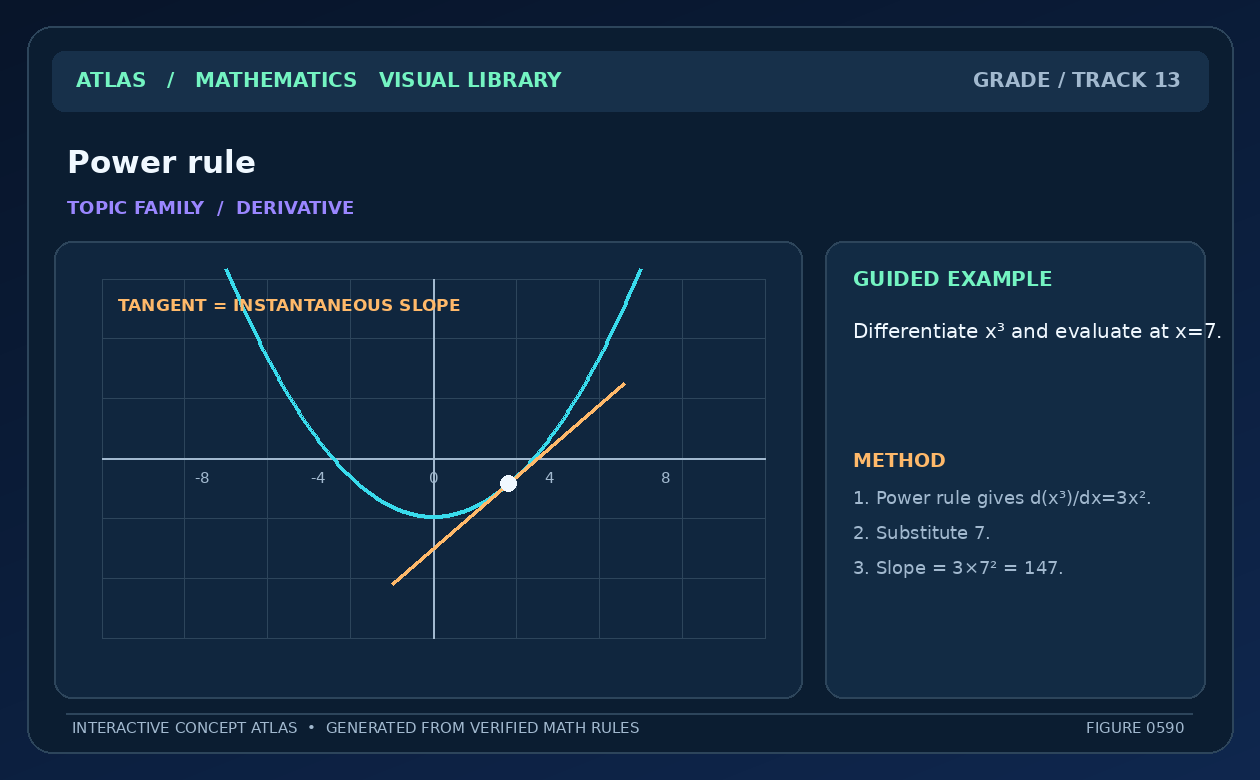 ATLAS / MATHEMATICS VISUAL LIBRARY
GRADE / TRACK 13
Power rule
TOPIC FAMILY / DERIVATIVE
TANGENT = INSTANTANEOUS SLOPE
-8 -4 0 4 8
GUIDED EXAMPLE
Differentiate x³ and evaluate at x=7.
METHOD
1. Power rule gives d(x³)/dx=3x².
2. Substitute 7.
3. Slope = 3×7² = 147.
INTERACTIVE CONCEPT ATLAS • GENERATED FROM VERIFIED MATH RULES
FIGURE 0590